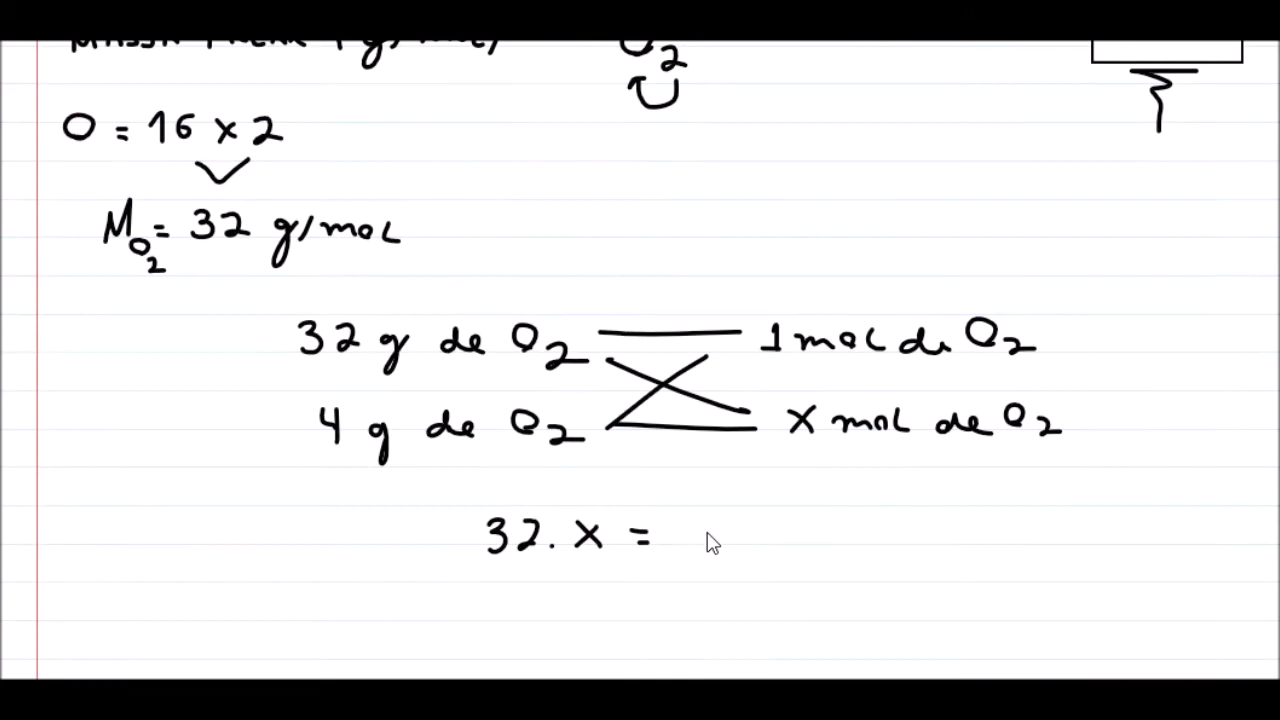 O₂
O = 16 x 2
M O₂ = 32 g/mol
32 g de O₂ 1 mol de O₂
4 g de O₂ X mol de O₂
32 . X =